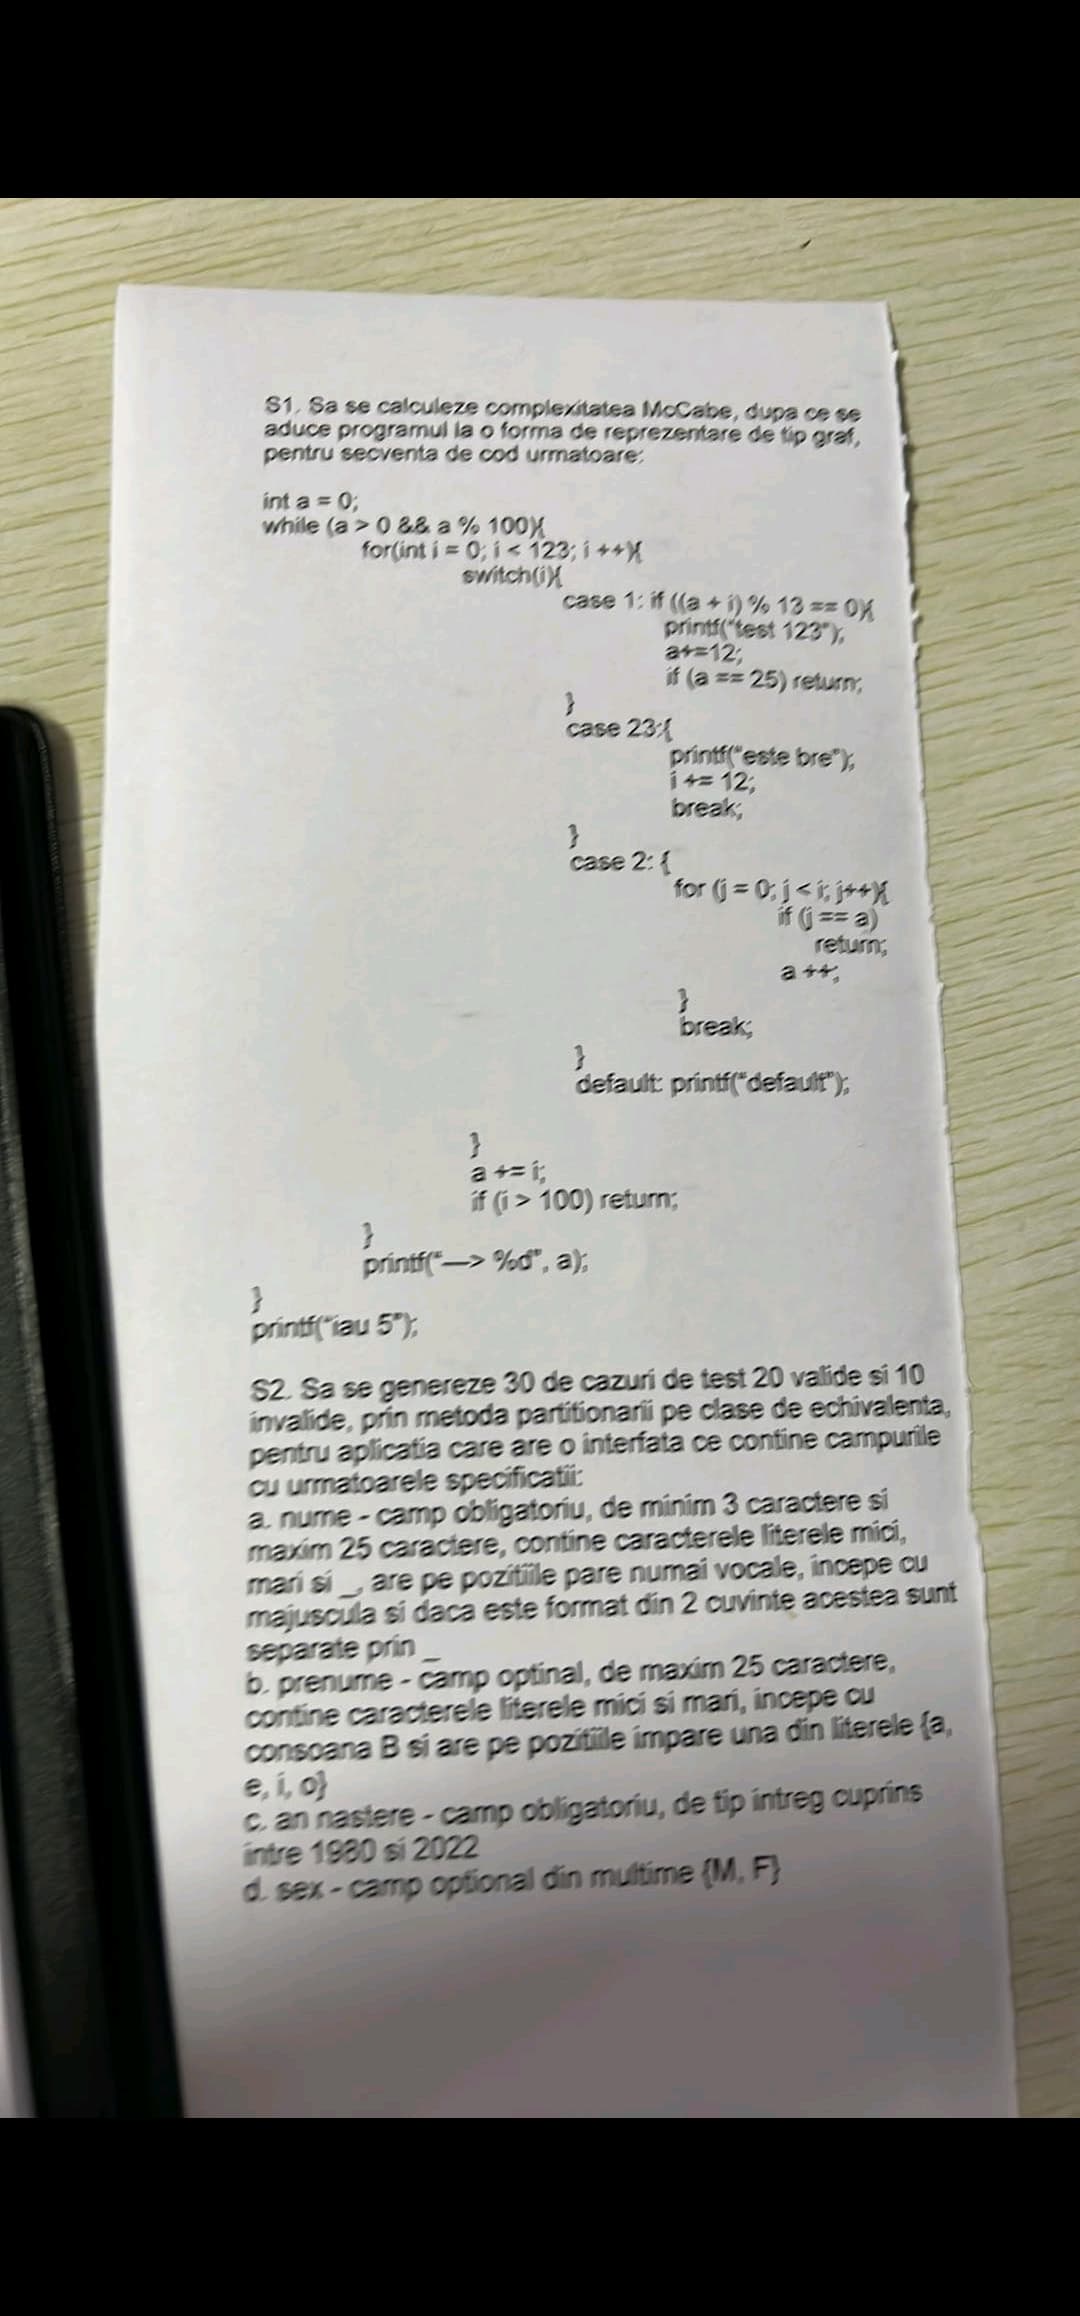 S1. Sa se calculeze complexitatea McCabe, dupa ce se
aduce programul la o forma de reprezentare de tip graf,
pentru secventa de cod urmatoare:
int a = 0;
while (a > 0 && a % 100){
for(int i = 0; i < 123; i ++){
switch(i){
case 1: if ((a + i) % 13 == 0){
printf("test 123");
a+=12;
if (a == 25) return;
}
case 23:{
printf("este bre");
i += 12;
break;
}
case 2: {
for (j = 0; j < i; j++){
if (j == a)
return;
a ++;
}
break;
}
default: printf("default");
}
a += i;
if (i > 100) return;
}
printf("—> %d", a);
}
printf("iau 5");
S2. Sa se genereze 30 de cazuri de test 20 valide si 10
invalide, prin metoda partitionarii pe clase de echivalenta,
pentru aplicatia care are o interfata ce contine campurile
cu urmatoarele specificatii:
a. nume - camp obligatoriu, de minim 3 caractere si
maxim 25 caractere, contine caracterele literele mici,
mari si _, are pe pozitiile pare numai vocale, incepe cu
majuscula si daca este format din 2 cuvinte acestea sunt
separate prin _
b. prenume - camp optinal, de maxim 25 caractere,
contine caracterele literele mici si mari, incepe cu
consoana B si are pe pozitiile impare una din literele {a,
e, i, o}
c. an nastere - camp obligatoriu, de tip intreg cuprins
intre 1980 si 2022
d. sex - camp optional din multime {M, F}